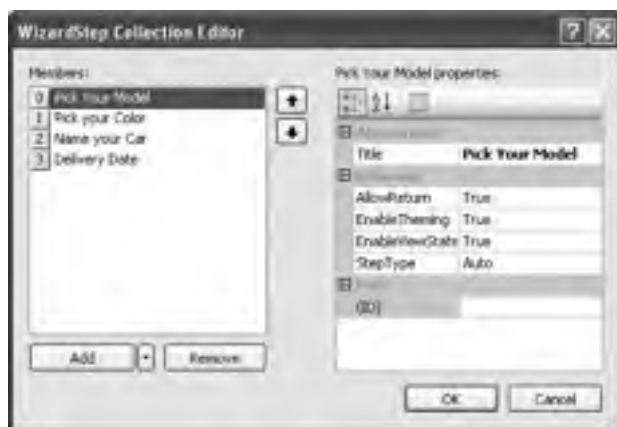 WizardStep Collection Editor
Members:
Pick Your Model properties:
0 Pick Your Model
1 Pick your Color
2 Name your Car
3 Delivery Date
Title Pick Your Model
AllowReturn True
EnableTheming True
EnableViewState True
StepType Auto
(ID)
Add Remove
OK Cancel